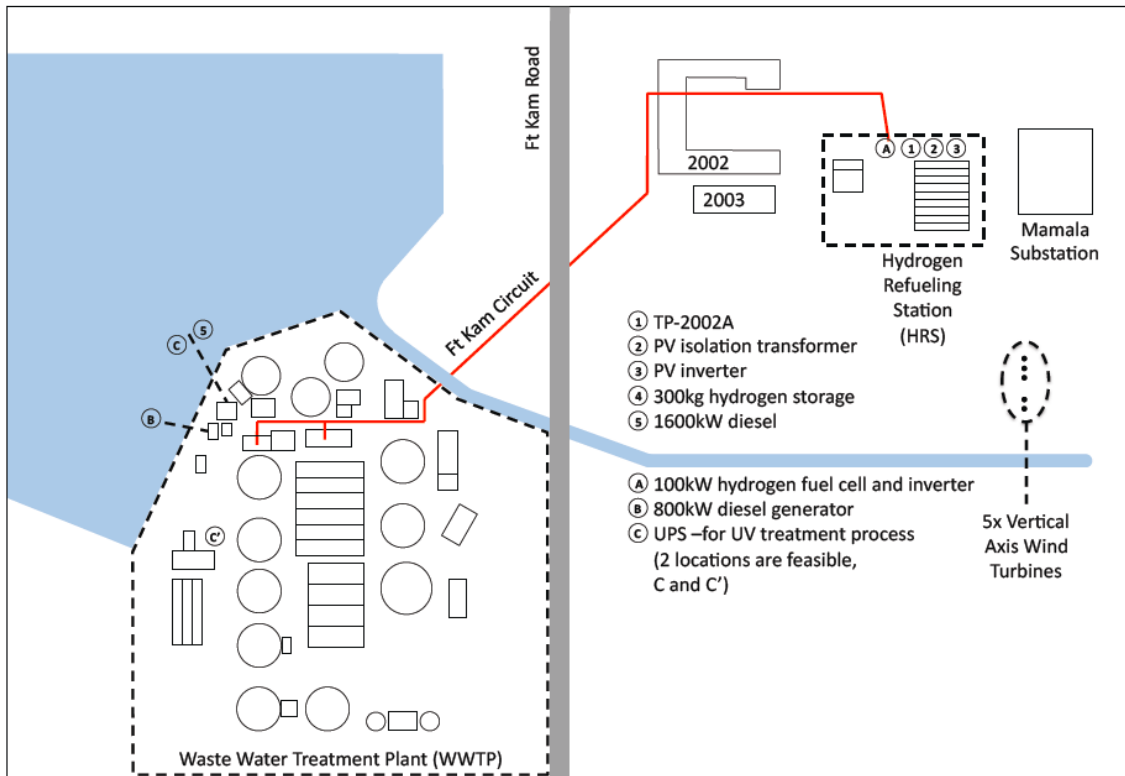 Ft Kam Road
2002
2003
A 1 2 3
Hydrogen
Refueling
Station
(HRS)
Mamala
Substation
Ft Kam Circuit
1 TP-2002A
2 PV isolation transformer
3 PV inverter
4 300kg hydrogen storage
5 1600kW diesel
C 5
B
C'
A 100kW hydrogen fuel cell and inverter
B 800kW diesel generator
C UPS –for UV treatment process
(2 locations are feasible,
C and C’)
5x Vertical
Axis Wind
Turbines
Waste Water Treatment Plant (WWTP)